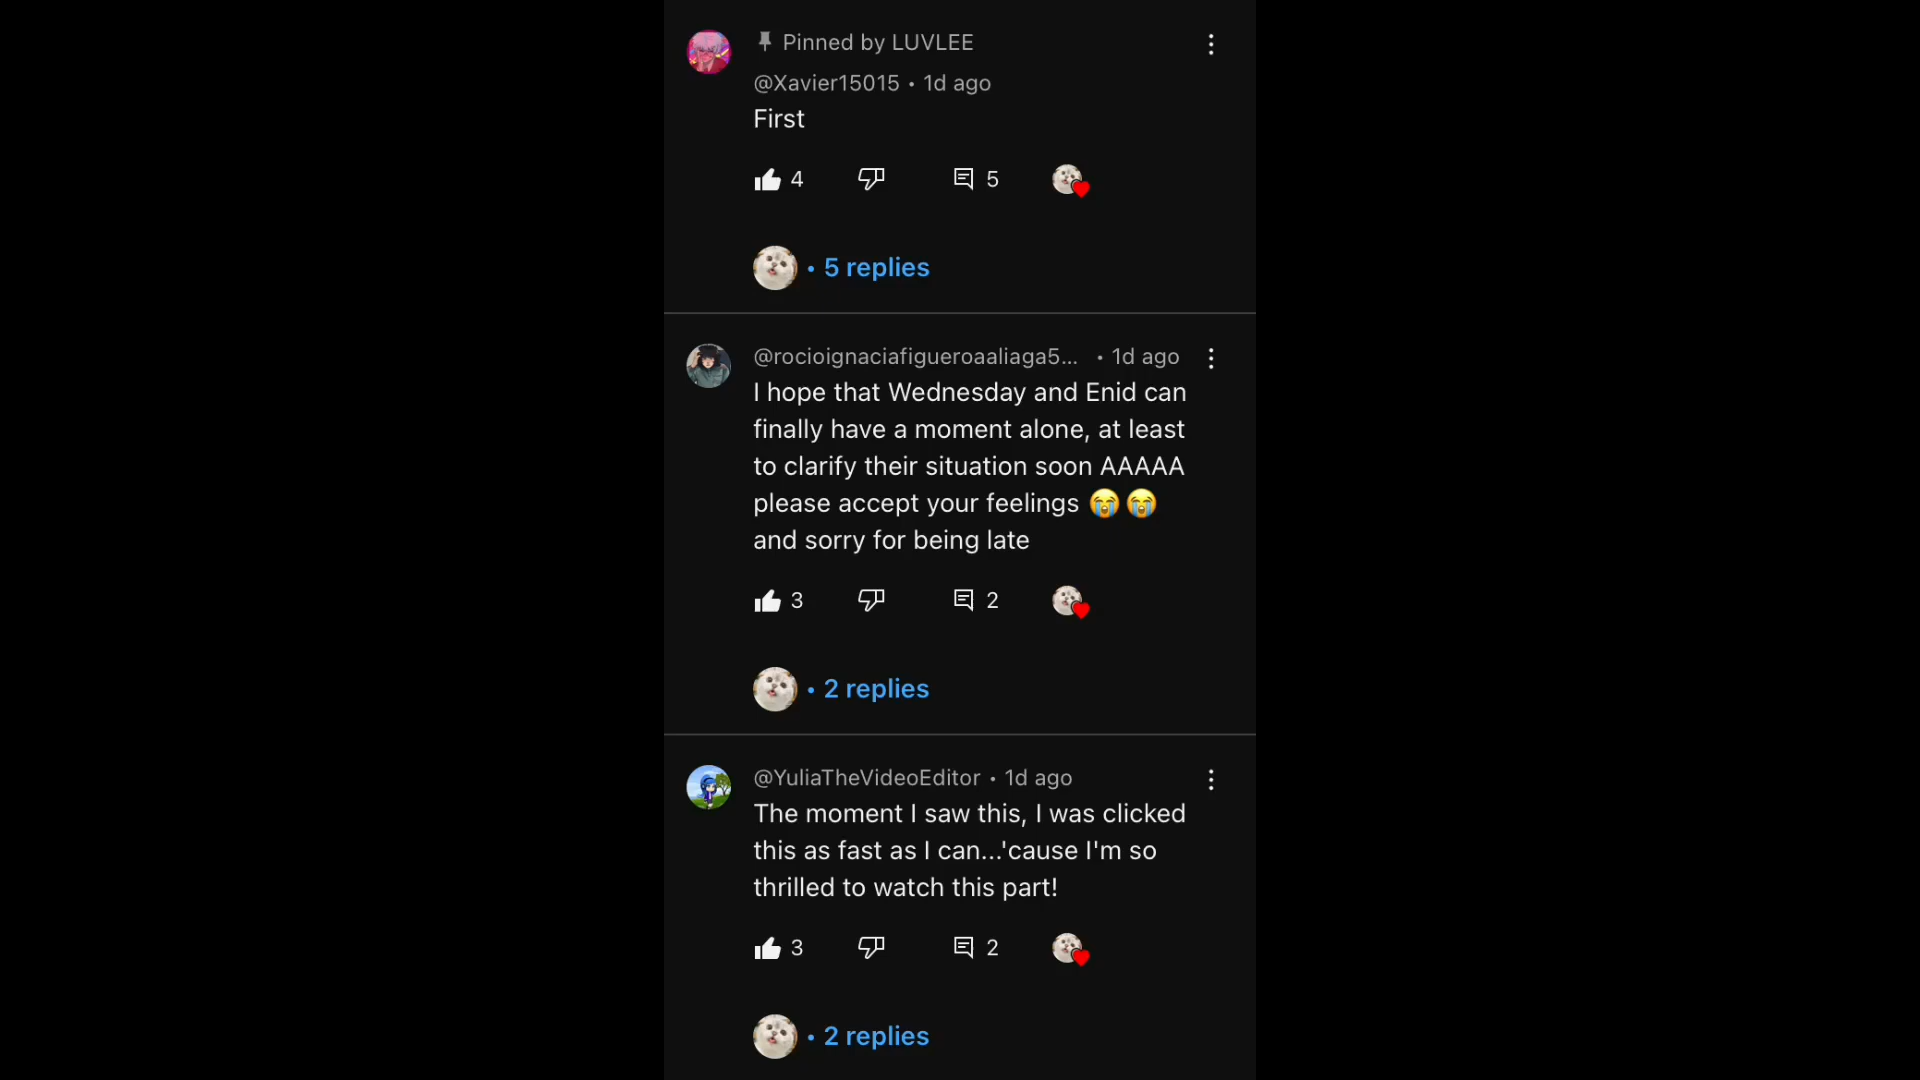 Pinned by LUVLEE
@Xavier15015 • 1d ago
First
4 5
• 5 replies
@rocioignaciafigueroaaliaga5... • 1d ago
I hope that Wednesday and Enid can
finally have a moment alone, at least
to clarify their situation soon AAAAA
please accept your feelings 😭😭
and sorry for being late
3 2
• 2 replies
@YuliaTheVideoEditor • 1d ago
The moment I saw this, I was clicked
this as fast as I can...'cause I'm so
thrilled to watch this part!
3 2
• 2 replies